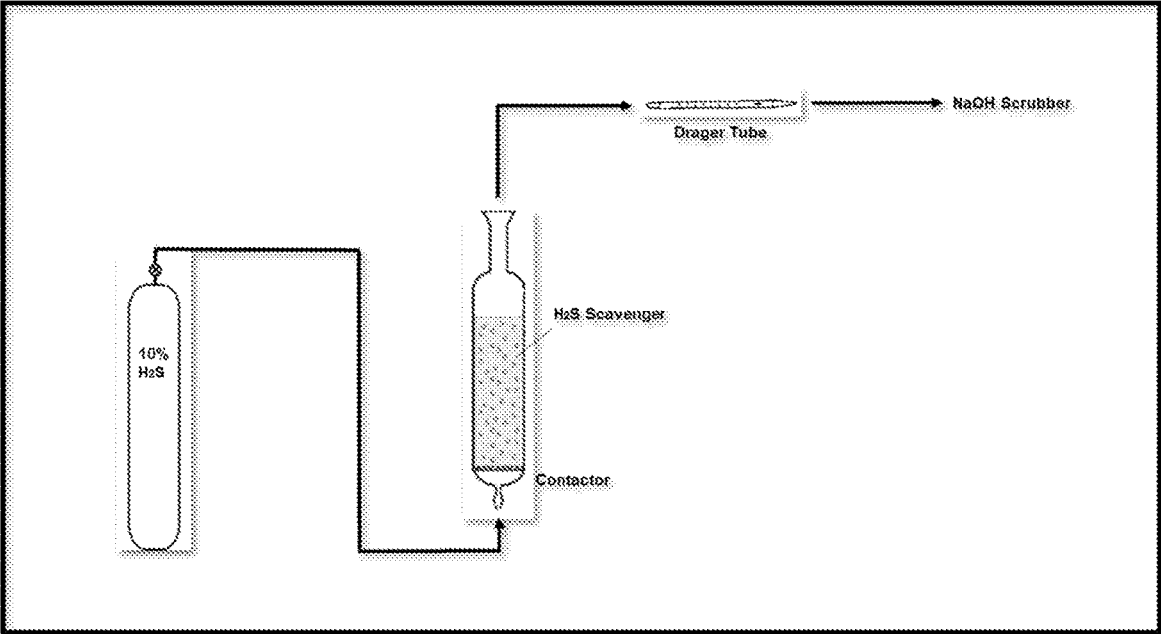 NaOH Scrubber
Drager Tube
H2S Scavenger
10%
H2S
Contactor